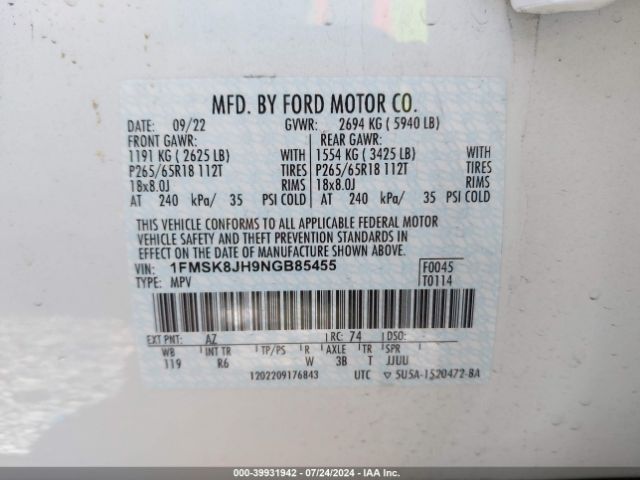 MFD. BY FORD MOTOR CO.
DATE: 09/22 GVWR: 2694 KG ( 5940 LB)
FRONT GAWR: REAR GAWR:
1191 KG ( 2625 LB) WITH 1554 KG ( 3425 LB) WITH
P265/65R18 112T TIRES P265/65R18 112T TIRES
18x8.0J RIMS 18x8.0J RIMS
AT 240 kPa/ 35 PSI COLD AT 240 kPa/ 35 PSI COLD
THIS VEHICLE CONFORMS TO ALL APPLICABLE FEDERAL MOTOR
VEHICLE SAFETY AND THEFT PREVENTION STANDARDS IN
EFFECT ON THE DATE OF MANUFACTURE SHOWN ABOVE.
VIN: 1FMSK8JH9NGB85455 F0045
TYPE: MPV T0114
EXT PNT: AZ RC: 74 DSO:
WB INT TR TP/PS R AXLE TR SPR
119 R6 W 3B T JJUU
1202209176843 UTC ▽ 5U5A-1520472-BA
000-39931942 - 07/24/2024 - IAA Inc.